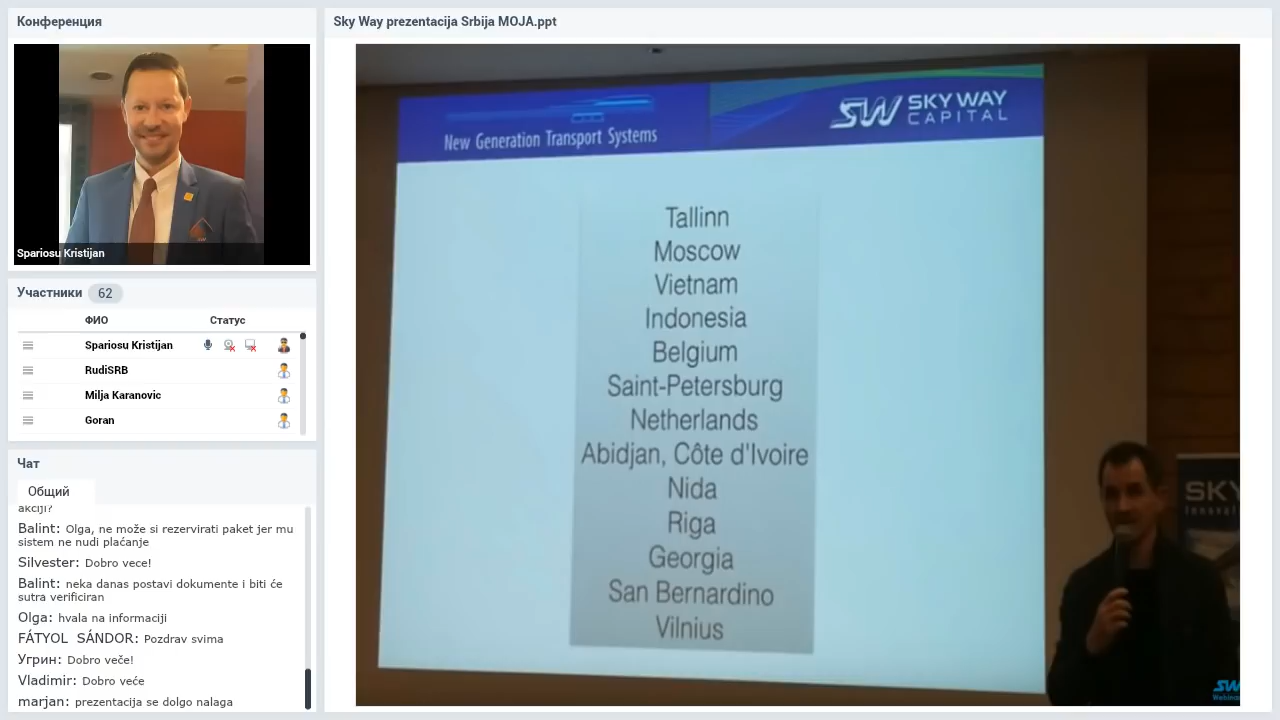 Конференция
Spariosu Kristijan
Участники 62
ФИО Статус
Spariosu Kristijan
RudiSRB
Milja Karanovic
Goran
Чат
Общий
akciji?
Balint: Olga, ne može si rezervirati paket jer mu
sistem ne nudi plaćanje
Silvester: Dobro vece!
Balint: neka danas postavi dokumente i biti će
sutra verificiran
Olga: hvala na informaciji
FÁTYOL SÁNDOR: Pozdrav svima
Угрин: Dobro veče!
Vladimir: Dobro veće
marjan: prezentacija se dolgo nalaga
Sky Way prezentacija Srbija MOJA.ppt
New Generation Transport Systems
SW SKY WAY
CAPITAL
Tallinn
Moscow
Vietnam
Indonesia
Belgium
Saint-Petersburg
Netherlands
Abidjan, Côte d'Ivoire
Nida
Riga
Georgia
San Bernardino
Vilnius
SKY
SW
Webinar